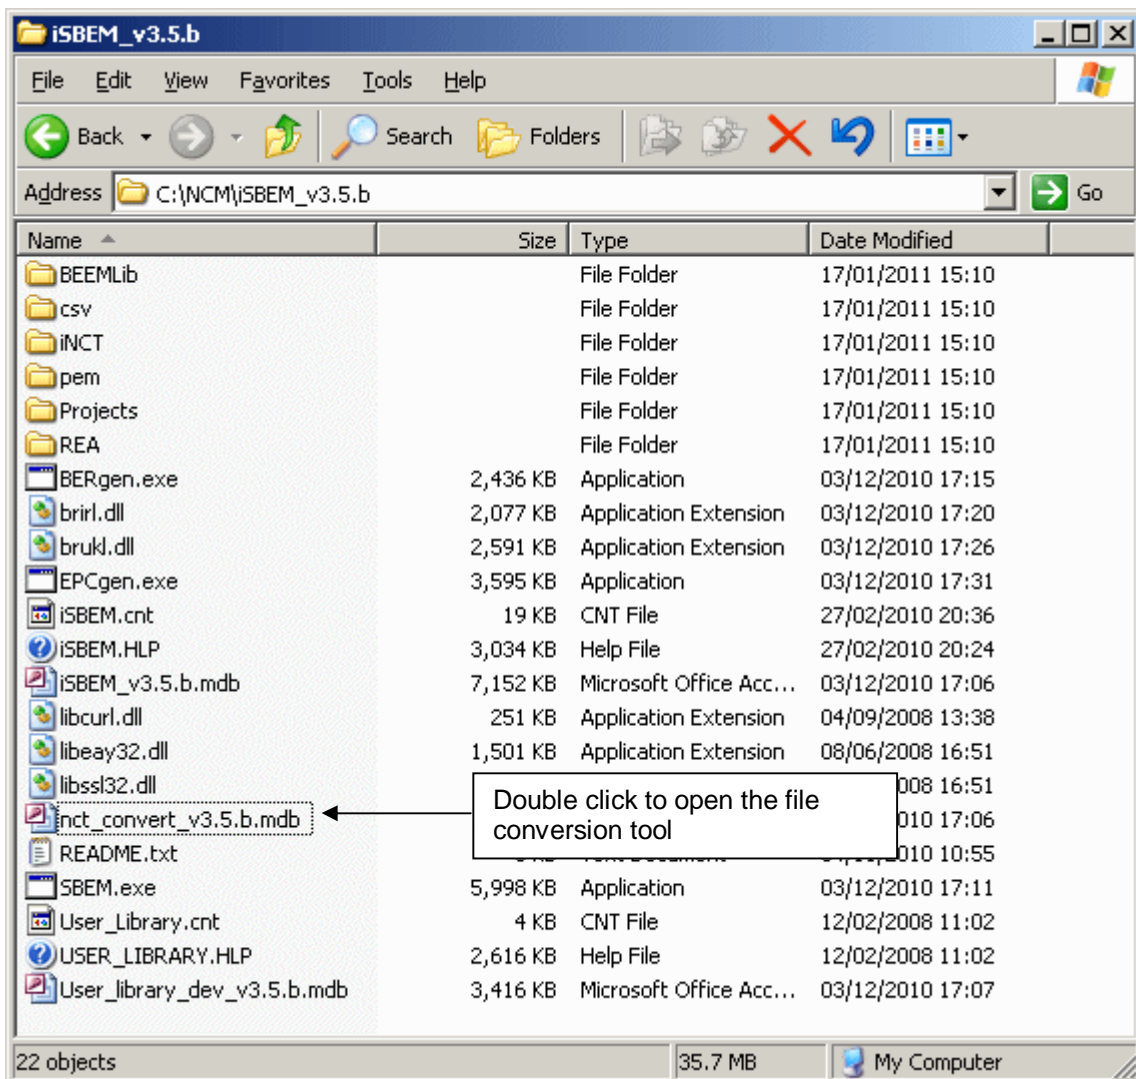 iSBEM_v3.5.b
File Edit View Favorites Tools Help
Back Search Folders
Address C:\NCM\iSBEM_v3.5.b Go
Name Size Type Date Modified
BEEMLib File Folder 17/01/2011 15:10
csv File Folder 17/01/2011 15:10
iNCT File Folder 17/01/2011 15:10
pem File Folder 17/01/2011 15:10
Projects File Folder 17/01/2011 15:10
REA File Folder 17/01/2011 15:10
BERgen.exe 2,436 KB Application 03/12/2010 17:15
brirl.dll 2,077 KB Application Extension 03/12/2010 17:20
brukl.dll 2,591 KB Application Extension 03/12/2010 17:26
EPCgen.exe 3,595 KB Application 03/12/2010 17:31
iSBEM.cnt 19 KB CNT File 27/02/2010 20:36
iSBEM.HLP 3,034 KB Help File 27/02/2010 20:24
iSBEM_v3.5.b.mdb 7,152 KB Microsoft Office Acc... 03/12/2010 17:06
libcurl.dll 251 KB Application Extension 04/09/2008 13:38
libeay32.dll 1,501 KB Application Extension 08/06/2008 16:51
libssl32.dll 008 16:51
nct_convert_v3.5.b.mdb 010 17:06
Double click to open the file
conversion tool
README.txt 010 10:55
SBEM.exe 5,998 KB Application 03/12/2010 17:11
User_Library.cnt 4 KB CNT File 12/02/2008 11:02
USER_LIBRARY.HLP 2,616 KB Help File 12/02/2008 11:02
User_library_dev_v3.5.b.mdb 3,416 KB Microsoft Office Acc... 03/12/2010 17:07
22 objects 35.7 MB My Computer